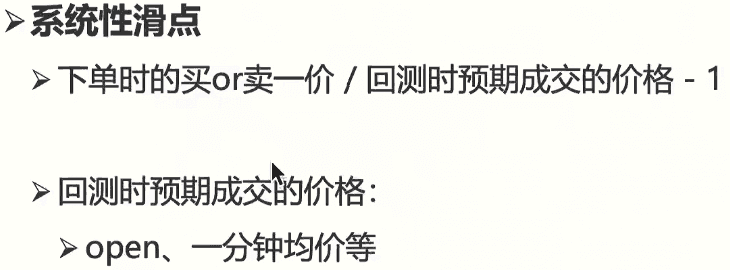 ➢系统性滑点
➢下单时的买or卖一价 / 回测时预期成交的价格 - 1
➢回测时预期成交的价格：
➢open、一分钟均价等